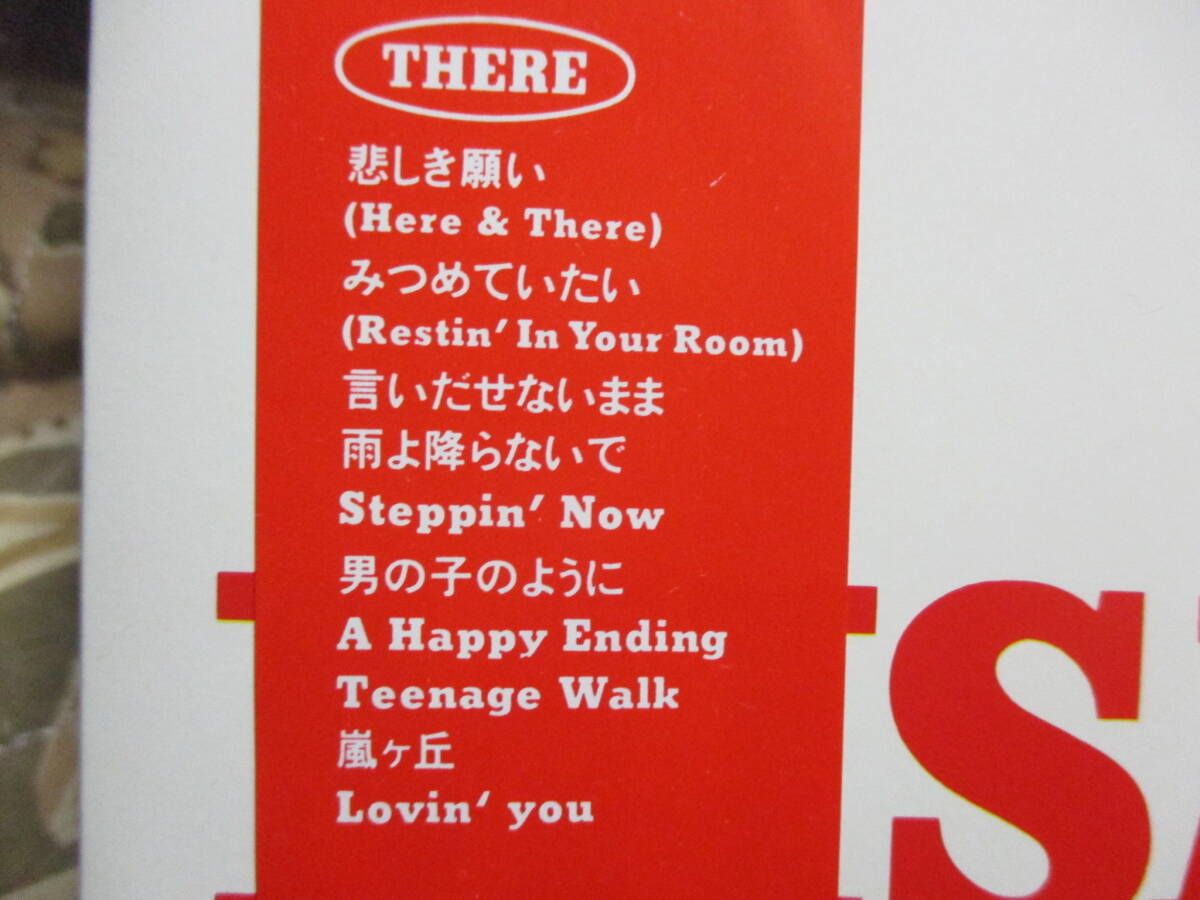 THERE
悲しき願い
(Here & There)
みつめていたい
(Restin' In Your Room)
言いだせないまま
雨よ降らないで
Steppin' Now
男の子のように
A Happy Ending
Teenage Walk
嵐ヶ丘
Lovin' you
S